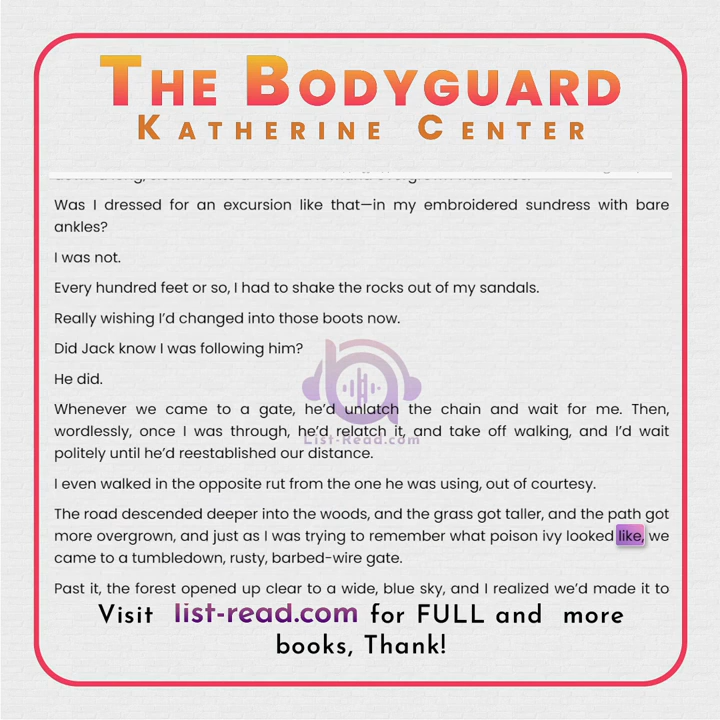 THE BODYGUARD
KATHERINE CENTER
Was I dressed for an excursion like that—in my embroidered sundress with bare
ankles?
I was not.
Every hundred feet or so, I had to shake the rocks out of my sandals.
Really wishing I'd changed into those boots now.
Did Jack know I was following him?
He did.
Whenever we came to a gate, he'd unlatch the chain and wait for me. Then,
wordlessly, once I was through, he'd relatch it, and take off walking, and I'd wait
List-Read.com
politely until he'd reestablished our distance.
I even walked in the opposite rut from the one he was using, out of courtesy.
The road descended deeper into the woods, and the grass got taller, and the path got
more overgrown, and just as I was trying to remember what poison ivy looked like, we
came to a tumbledown, rusty, barbed-wire gate.
Past it, the forest opened up clear to a wide, blue sky, and I realized we'd made it to
Visit list-read.com for FULL and more
books, Thank!